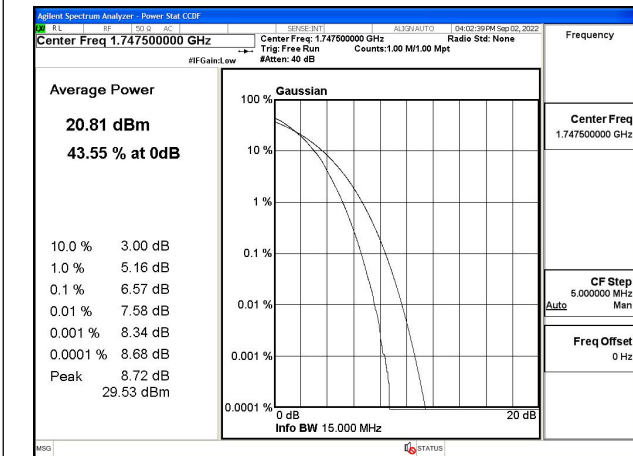 Agilent Spectrum Analyzer - Power Stat CCDF
LXI RL RF 50 Ω AC SENSE:INT ALIGN AUTO 04:02:39 PM Sep 02, 2022
Center Freq 1.747500000 GHz
Center Freq: 1.747500000 GHz Radio Std: None
Trig: Free Run Counts:1.00 M/1.00 Mpt
#IFGain:Low #Atten: 40 dB
Frequency
Average Power
20.81 dBm
43.55 % at 0dB
10.0 % 3.00 dB
1.0 % 5.16 dB
0.1 % 6.57 dB
0.01 % 7.58 dB
0.001 % 8.34 dB
0.0001 % 8.68 dB
Peak 8.72 dB
29.53 dBm
Gaussian
100 %
10 %
1 %
0.1 %
0.01 %
0.001 %
0.0001 %
0 dB 20 dB
Info BW 15.000 MHz
Center Freq
1.747500000 GHz
CF Step
5.000000 MHz
Auto Man
Freq Offset
0 Hz
MSG STATUS